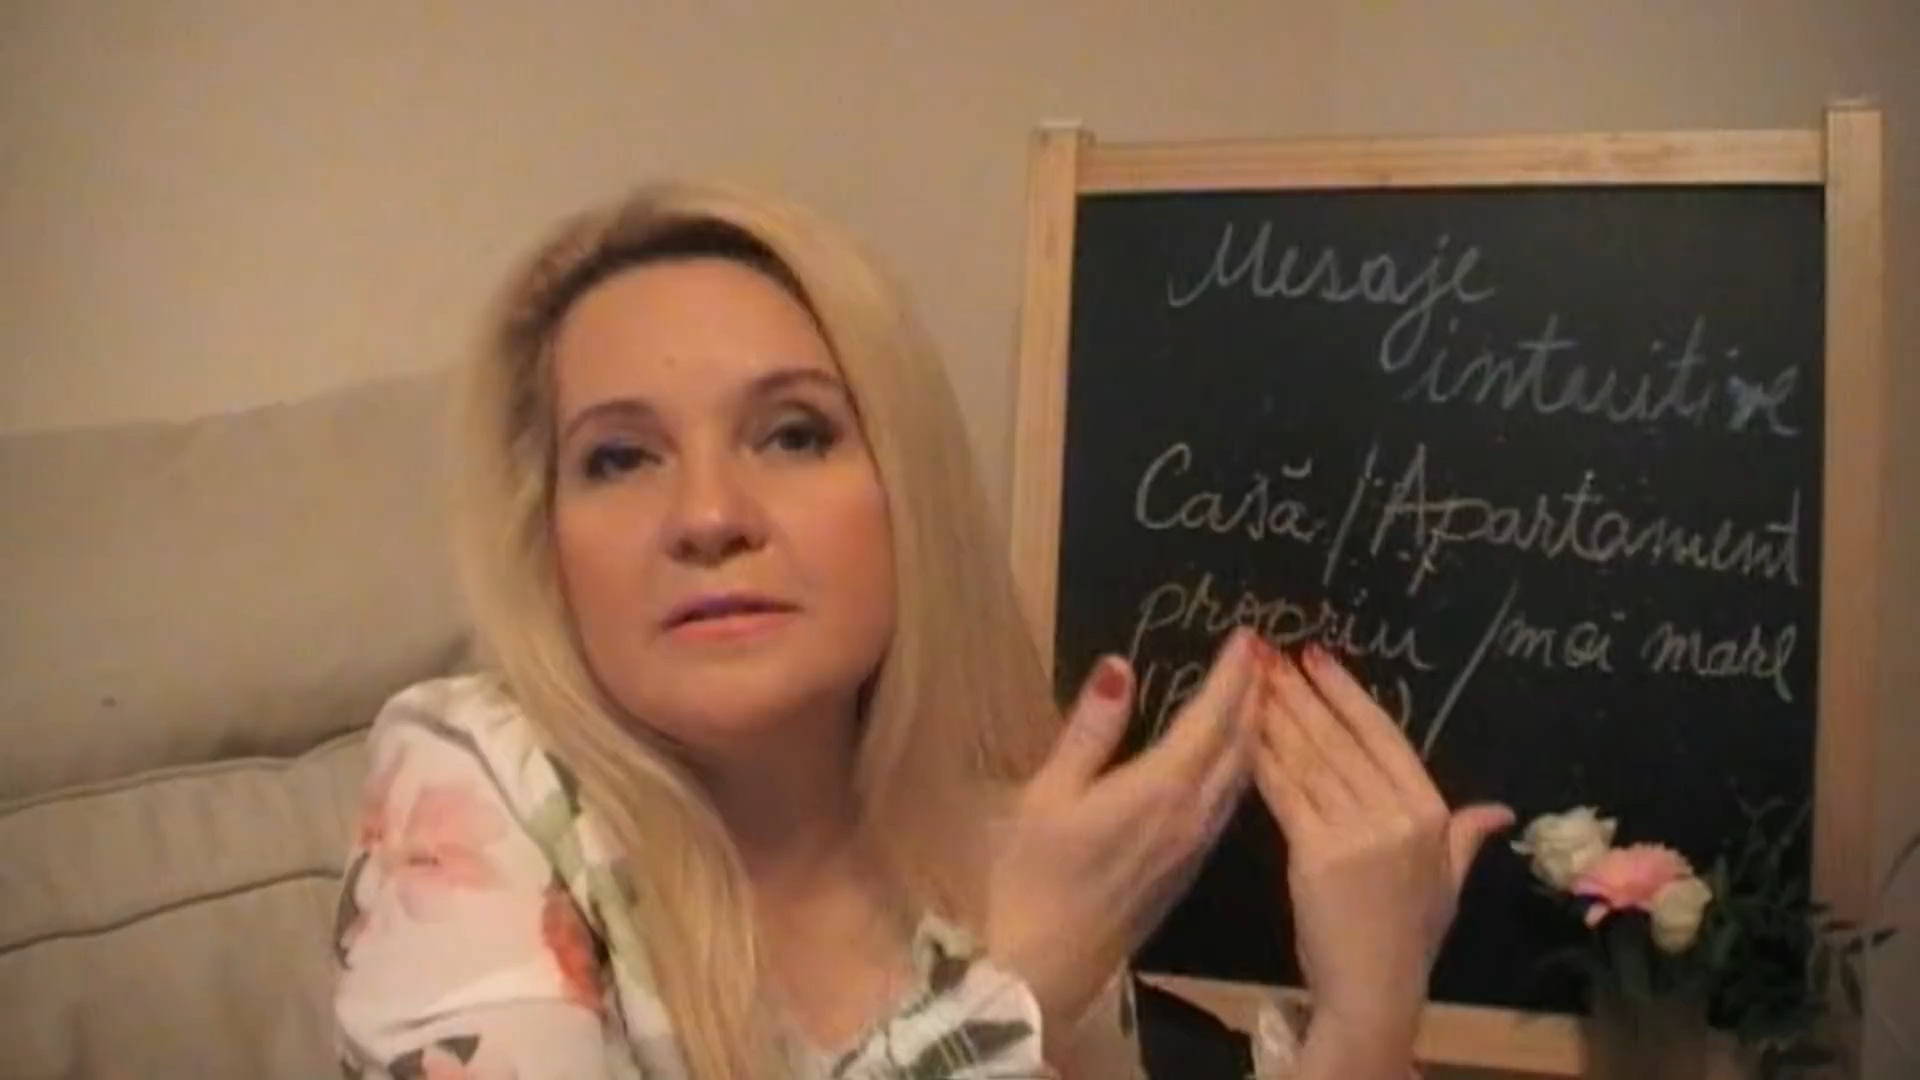 Mesaje
intuitive
Casă / Apartament
propriu / mai mare